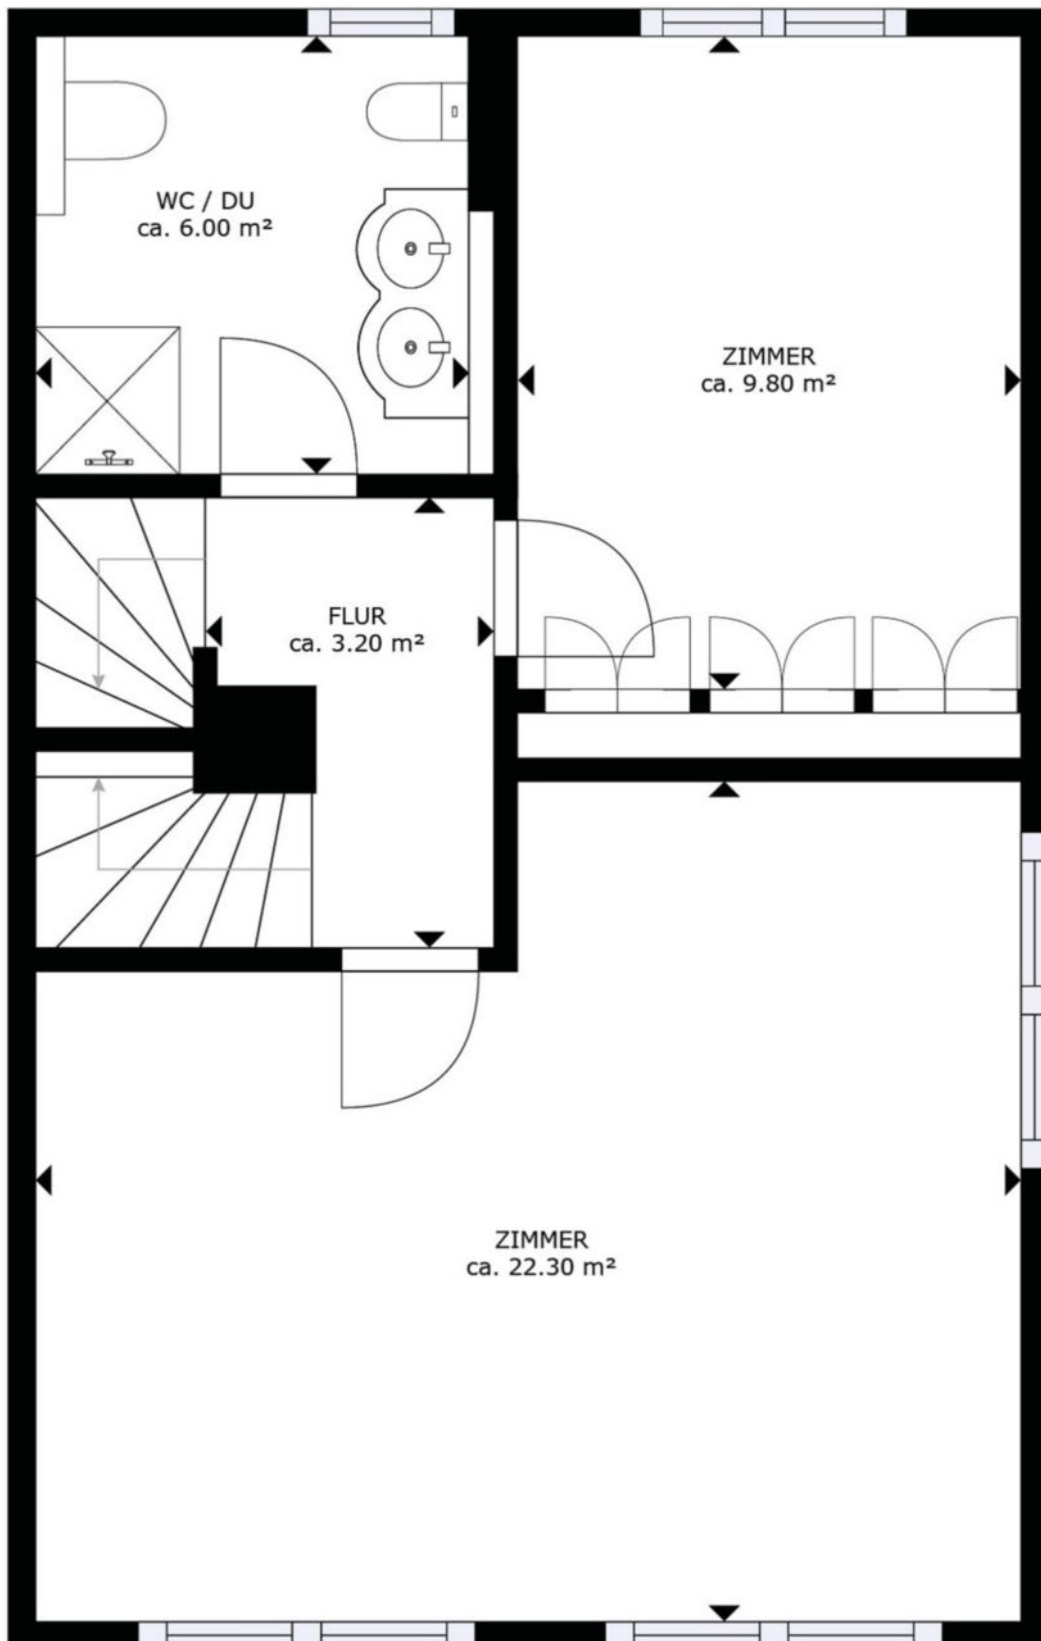 WC / DU
ca. 6.00 m²
ZIMMER
ca. 9.80 m²
FLUR
ca. 3.20 m²
ZIMMER
ca. 22.30 m²